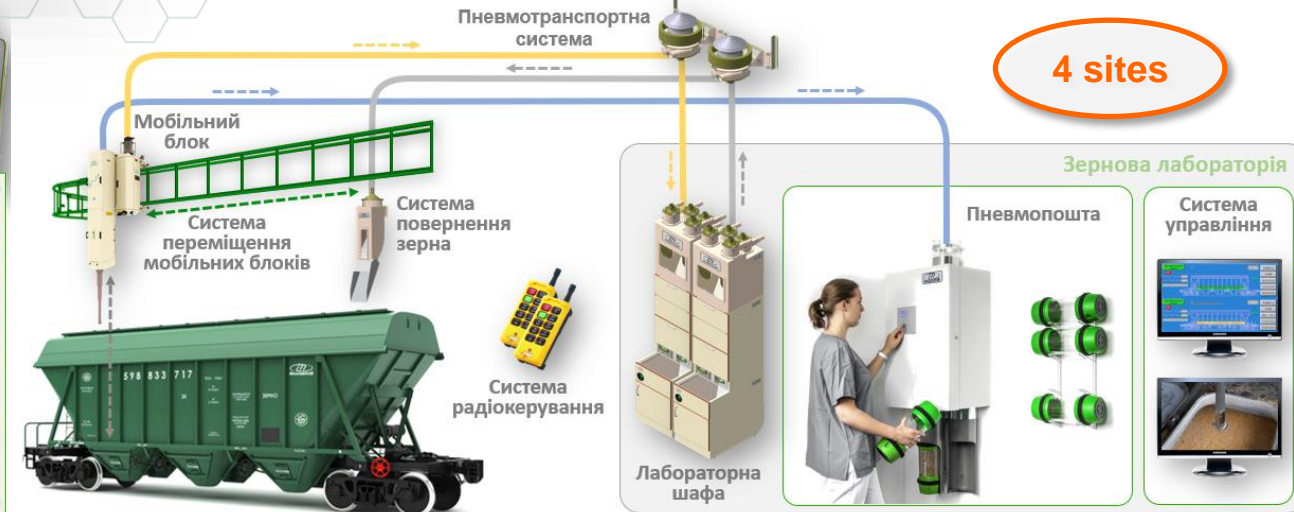 Пневмотранспортна
система
4 sites
Мобільний
блок
Зернова лабораторія
Система
переміщення
мобільних блоків
Система
повернення
зерна
Пневмопошта
Система
управління
598 833 717
Система
радіокерування
Лабораторна
шафа